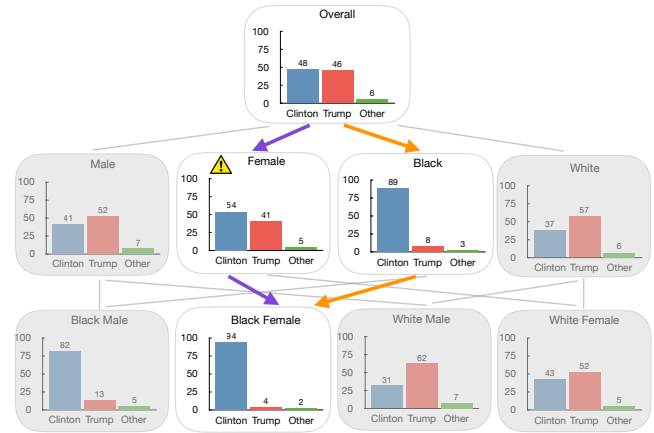 Overall
100
75
50
25
0
48 46 6
Clinton Trump Other
Male
100
75
50
25
0
41 52 7
Clinton Trump Other
Female
100
75
50
25
0
54 41 5
Clinton Trump Other
Black
100
75
50
25
0
89 8 3
Clinton Trump Other
White
100
75
50
25
0
37 57 6
Clinton Trump Other
Black Male
100
75
50
25
0
82 13 5
Clinton Trump Other
Black Female
100
75
50
25
0
94 4 2
Clinton Trump Other
White Male
100
75
50
25
0
31 62 7
Clinton Trump Other
White Female
100
75
50
25
0
43 52 5
Clinton Trump Other